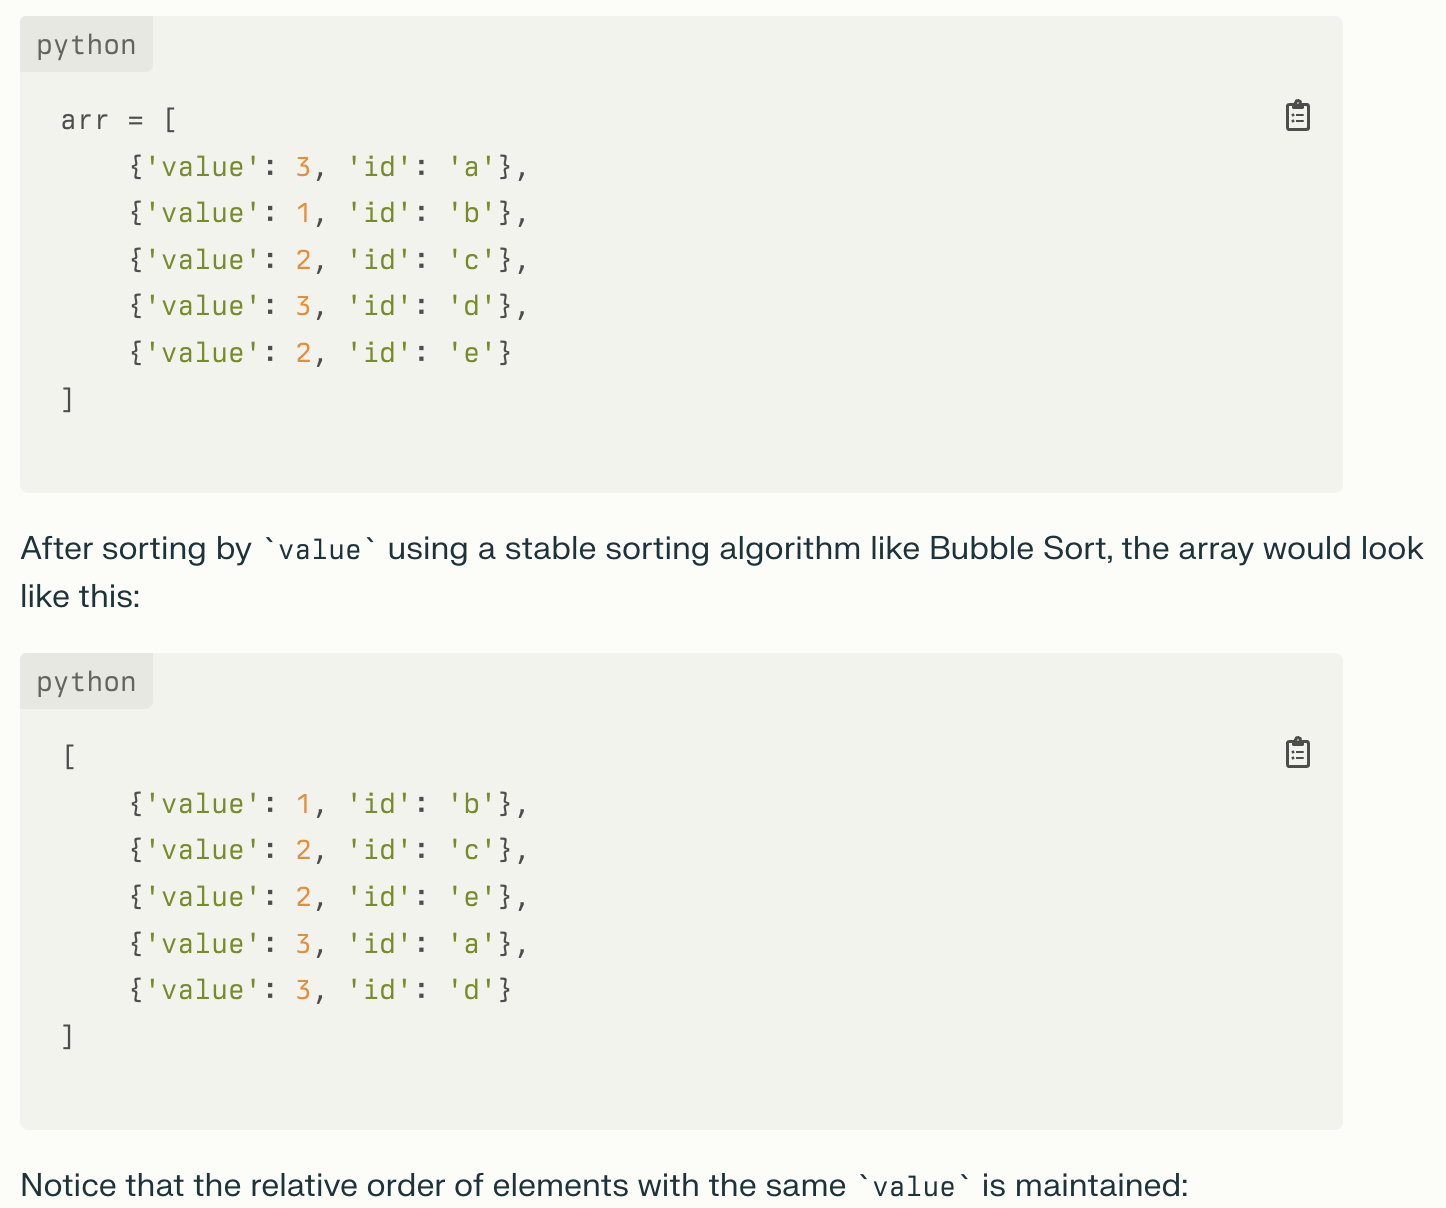 python
arr = [
    {'value': 3, 'id': 'a'},
    {'value': 1, 'id': 'b'},
    {'value': 2, 'id': 'c'},
    {'value': 3, 'id': 'd'},
    {'value': 2, 'id': 'e'}
]
After sorting by `value` using a stable sorting algorithm like Bubble Sort, the array would look
like this:
python
[
    {'value': 1, 'id': 'b'},
    {'value': 2, 'id': 'c'},
    {'value': 2, 'id': 'e'},
    {'value': 3, 'id': 'a'},
    {'value': 3, 'id': 'd'}
]
Notice that the relative order of elements with the same `value` is maintained: